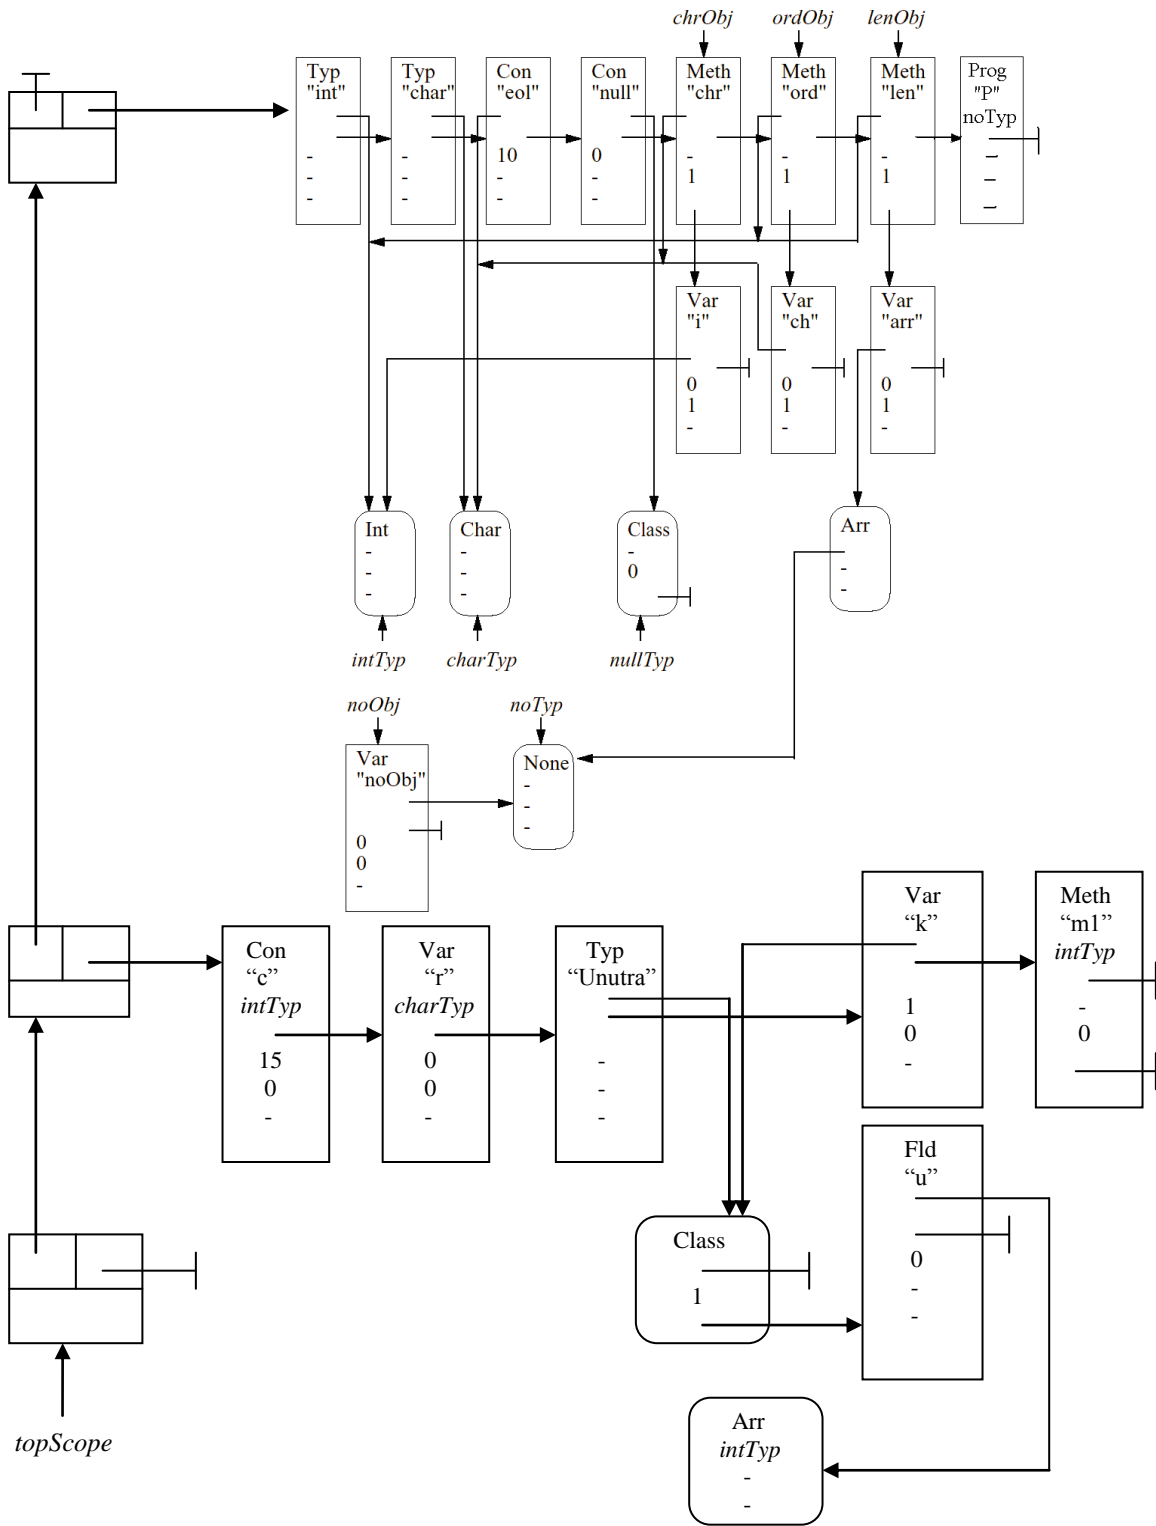 chrObj
ordObj
lenObj
Typ
"int"
-
-
-
Typ
"char"
-
-
-
Con
"eol"
10
-
-
Con
"null"
0
-
-
Meth
"chr"
-
1
Meth
"ord"
-
1
Meth
"len"
-
1
Prog
"P"
noTyp
-
-
-
Var
"i"
0
1
-
Var
"ch"
0
1
-
Var
"arr"
0
1
-
Int
-
-
-
Char
-
-
-
Class
-
0
Arr
-
-
intTyp
charTyp
nullTyp
noObj
noTyp
Var
"noObj"
0
0
-
None
-
-
-
Con
“c”
intTyp
15
0
-
Var
“r”
charTyp
0
0
-
Typ
“Unutra”
-
-
-
Var
“k”
1
0
-
Meth
“m1”
intTyp
-
0
Fld
“u”
0
-
-
Class
1
Arr
intTyp
-
-
topScope